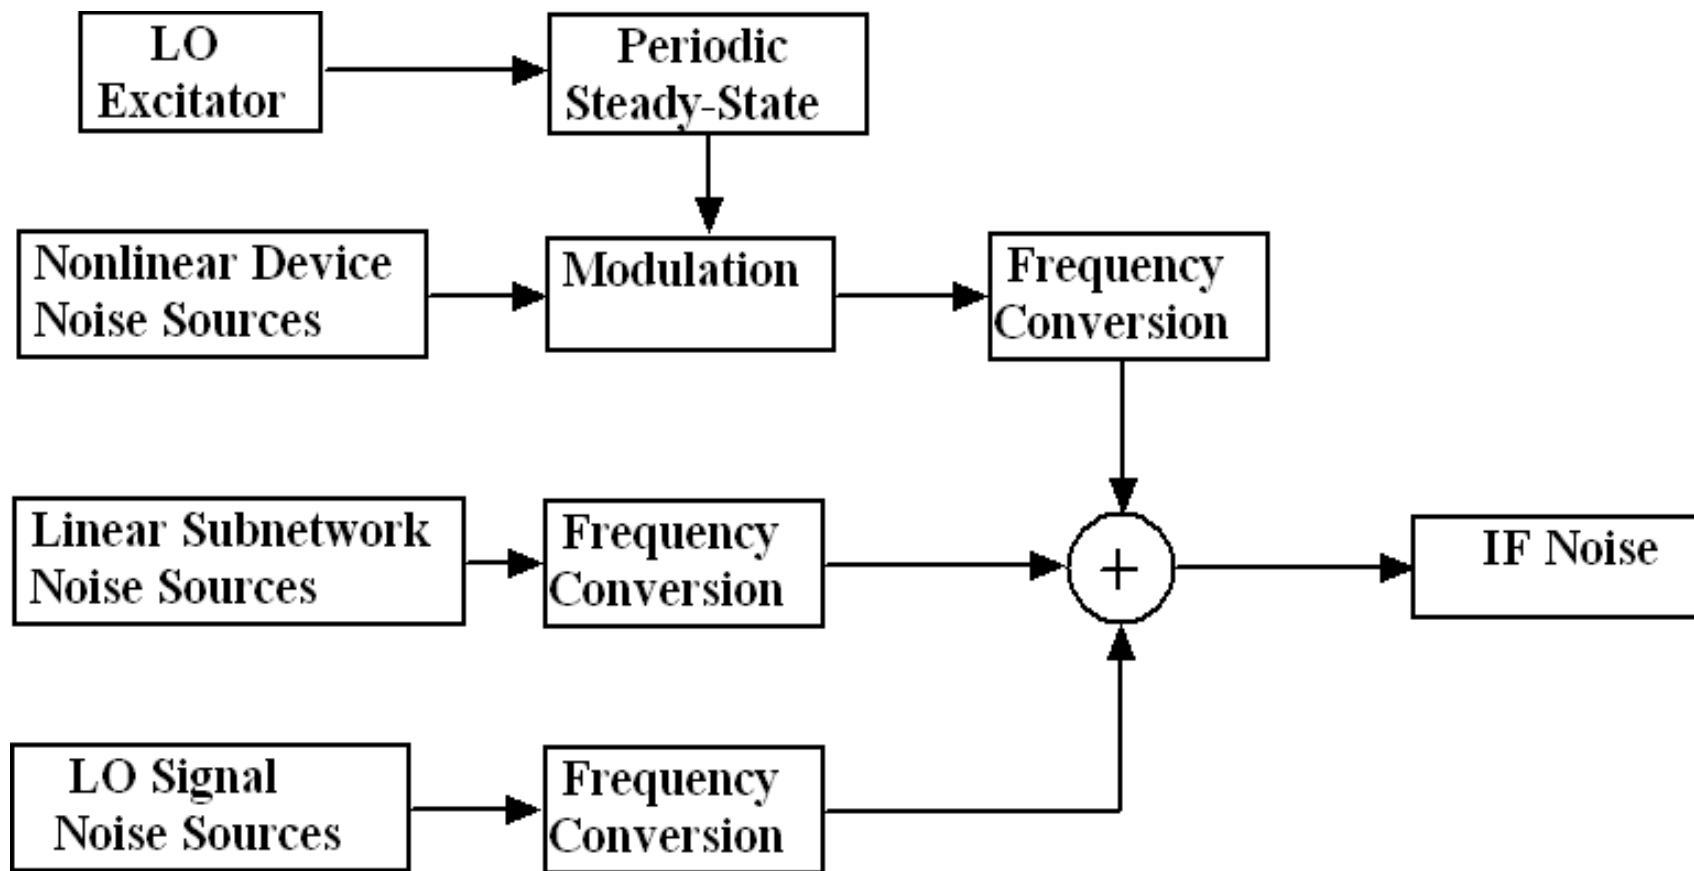 LO
Excitator
Periodic
Steady-State
Nonlinear Device
Noise Sources
Modulation
Frequency
Conversion
Linear Subnetwork
Noise Sources
Frequency
Conversion
+
IF Noise
LO Signal
Noise Sources
Frequency
Conversion